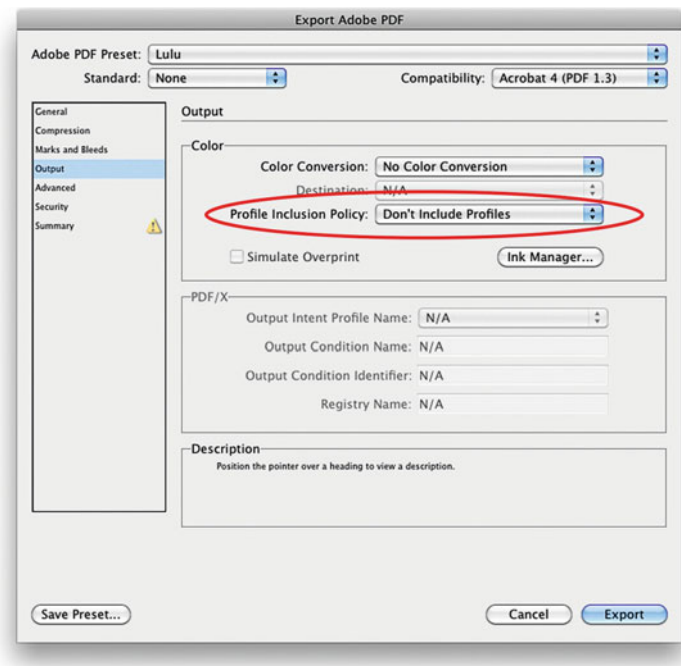 Export Adobe PDF
Adobe PDF Preset: Lulu
Standard: None Compatibility: Acrobat 4 (PDF 1.3)
General
Compression
Marks and Bleeds
Output
Advanced
Security
Summary
Output
Color
Color Conversion: No Color Conversion
Destination: N/A
Profile Inclusion Policy: Don't Include Profiles
Simulate Overprint Ink Manager...
PDF/X
Output Intent Profile Name: N/A
Output Condition Name: N/A
Output Condition Identifier: N/A
Registry Name: N/A
Description
Position the pointer over a heading to view a description.
Save Preset... Cancel Export